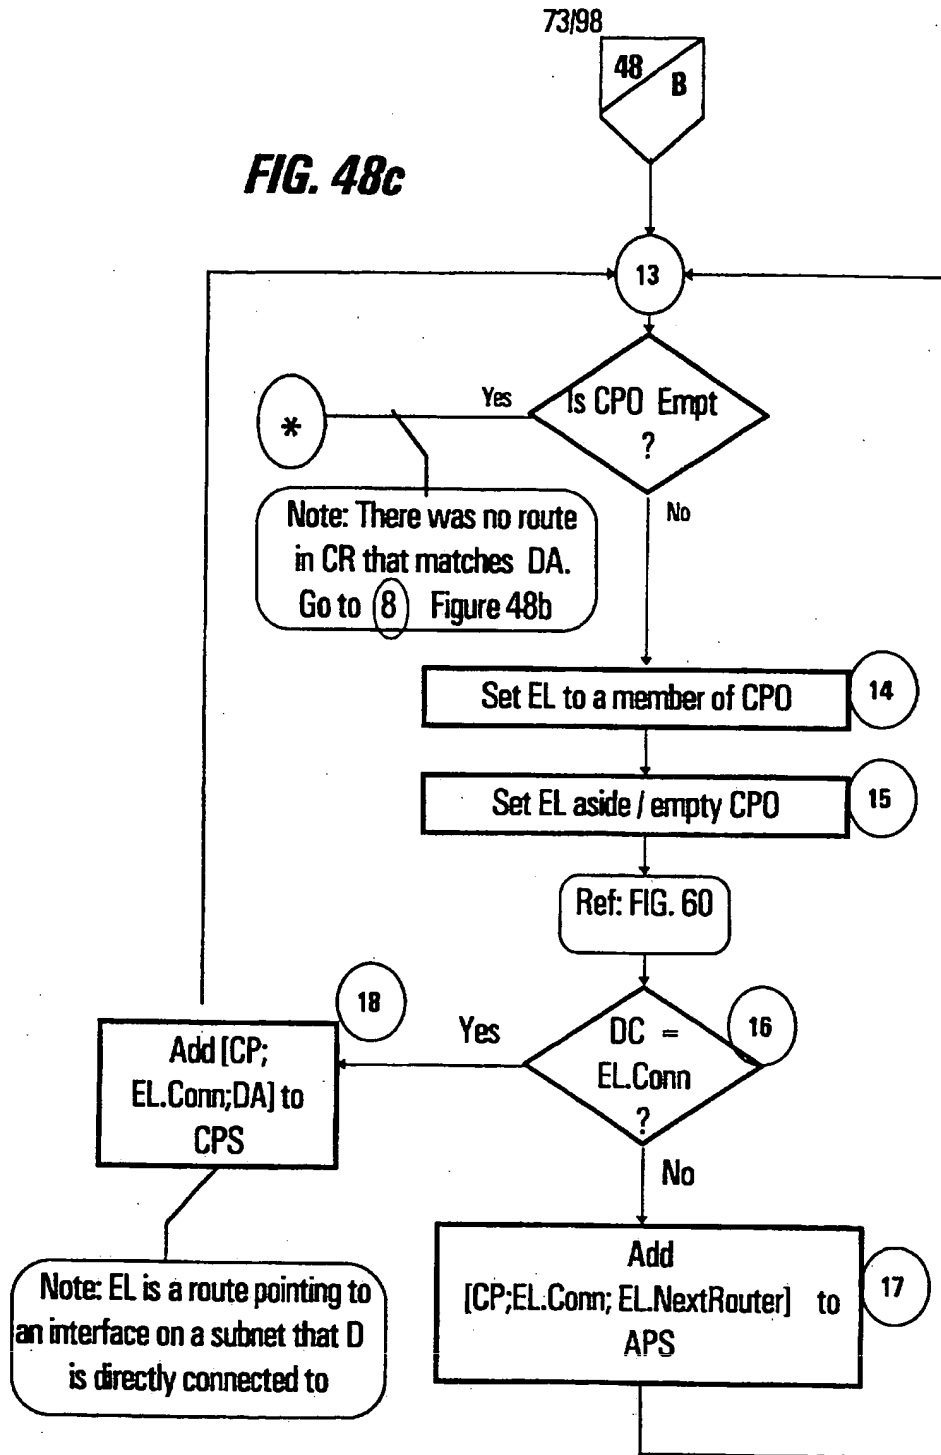 73/98
48
B
FIG. 48c
13
Is CPO Empt
?
Yes
*
No
Note: There was no route
in CR that matches DA.
Go to 8 Figure 48b
Set EL to a member of CPO
14
Set EL aside / empty CPO
15
Ref: FIG. 60
18
Yes
DC =
EL.Conn
?
16
Add [CP;
EL.Conn;DA] to
CPS
No
Add
[CP;EL.Conn; EL.NextRouter] to
APS
17
Note: EL is a route pointing to
an interface on a subnet that D
is directly connected to